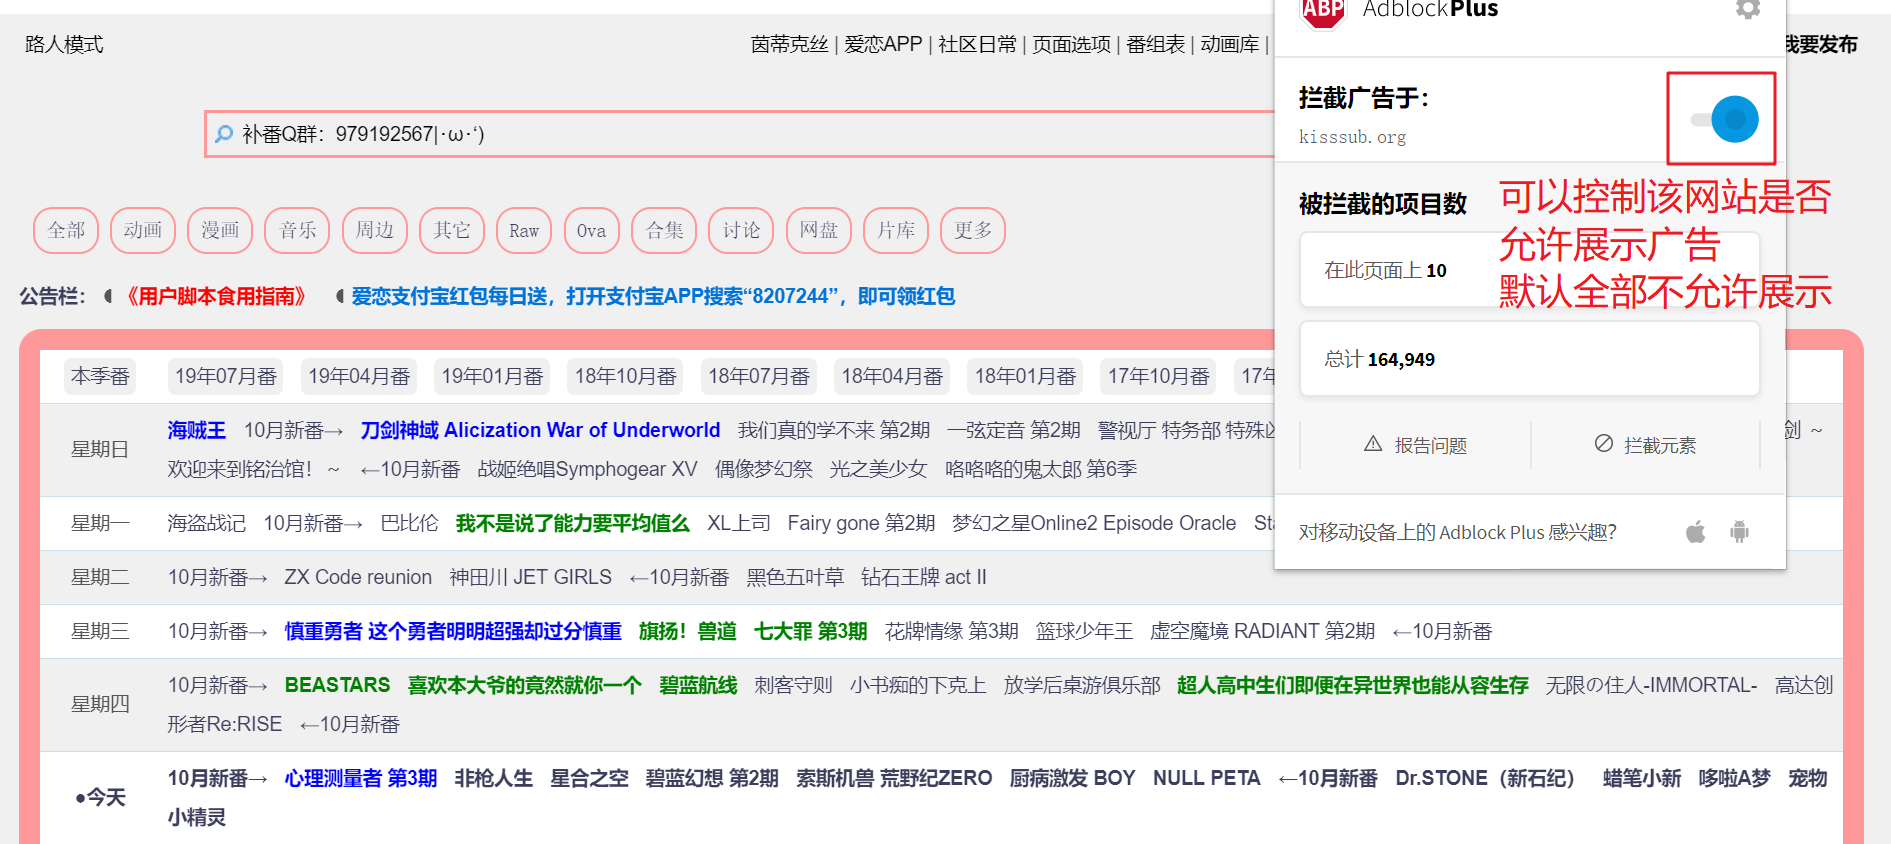 路人模式
茵蒂克丝 | 爱恋APP | 社区日常 | 页面选项 | 番组表 | 动画库 |
我要发布
补番Q群：979192567|･ω･‘)
全部 动画 漫画 音乐 周边 其它 Raw Ova 合集 讨论 网盘 片库 更多
公告栏： 《用户脚本食用指南》 爱恋支付宝红包每日送，打开支付宝APP搜索“8207244”，即可领红包
本季番 19年07月番 19年04月番 19年01月番 18年10月番 18年07月番 18年04月番 18年01月番 17年10月番 17年
星期日
海贼王 10月新番→ 刀剑神域 Alicization War of Underworld 我们真的学不来 第2期 一弦定音 第2期 警视厅 特务部 特殊 剑 ～
欢迎来到铭治馆！～ ←10月新番 战姬绝唱Symphogear XV 偶像梦幻祭 光之美少女 咯咯咯的鬼太郎 第6季
星期一 海盗战记 10月新番→ 巴比伦 我不是说了能力要平均值么 XL上司 Fairy gone 第2期 梦幻之星Online2 Episode Oracle Sta
星期二 10月新番→ ZX Code reunion 神田川 JET GIRLS ←10月新番 黑色五叶草 钻石王牌 act II
星期三 10月新番→ 慎重勇者 这个勇者明明超强却过分慎重 旗扬！兽道 七大罪 第3期 花牌情缘 第3期 篮球少年王 虚空魔境 RADIANT 第2期 ←10月新番
星期四
10月新番→ BEASTARS 喜欢本大爷的竟然就你一个 碧蓝航线 刺客守则 小书痴的下克上 放学后桌游俱乐部 超人高中生们即便在异世界也能从容生存 无限の住人-IMMORTAL- 高达创
形者Re:RISE ←10月新番
●今天
10月新番→ 心理测量者 第3期 非枪人生 星合之空 碧蓝幻想 第2期 索斯机兽 荒野纪ZERO 厨病激发 BOY NULL PETA ←10月新番 Dr.STONE（新石纪） 蜡笔小新 哆啦A梦 宠物
小精灵
ABP AdblockPlus
拦截广告于：
kisssub.org
被拦截的项目数
在此页面上 10
总计 164,949
报告问题 拦截元素
对移动设备上的 Adblock Plus 感兴趣？
可以控制该网站是否
允许展示广告
默认全部不允许展示